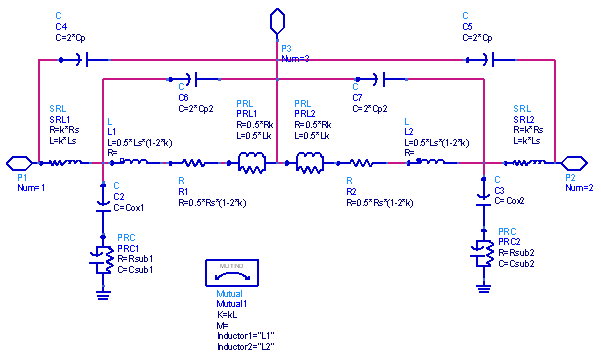 C
C4
C=2*Cp
C
C5
C=2*Cp
P3
Num=3
C6
C=2*Cp2
C
C7
C=2*Cp2
SRL
SRL1
R=k*Rs
L=k*Ls
L
L1
L=0.5*Ls*(1-2*k)
R=
PRL
PRL1
R=0.5*Rk
L=0.5*Lk
PRL
PRL2
R=0.5*Rk
L=0.5*Lk
L
L2
L=0.5*Ls*(1-2*k)
R=
SRL
SRL2
R=k*Rs
L=k*Ls
P1
Num=1
R
R1
R=0.5*Rs*(1-2*k)
R
R2
R=0.5*Rs*(1-2*k)
P2
Num=2
C
C2
C=Cox1
C
C3
C=Cox2
PRC
PRC1
R=Rsub1
C=Csub1
PRC
PRC2
R=Rsub2
C=Csub2
MUTIND
Mutual
Mutual1
K=kL
M=
Inductor1="L1"
Inductor2="L2"